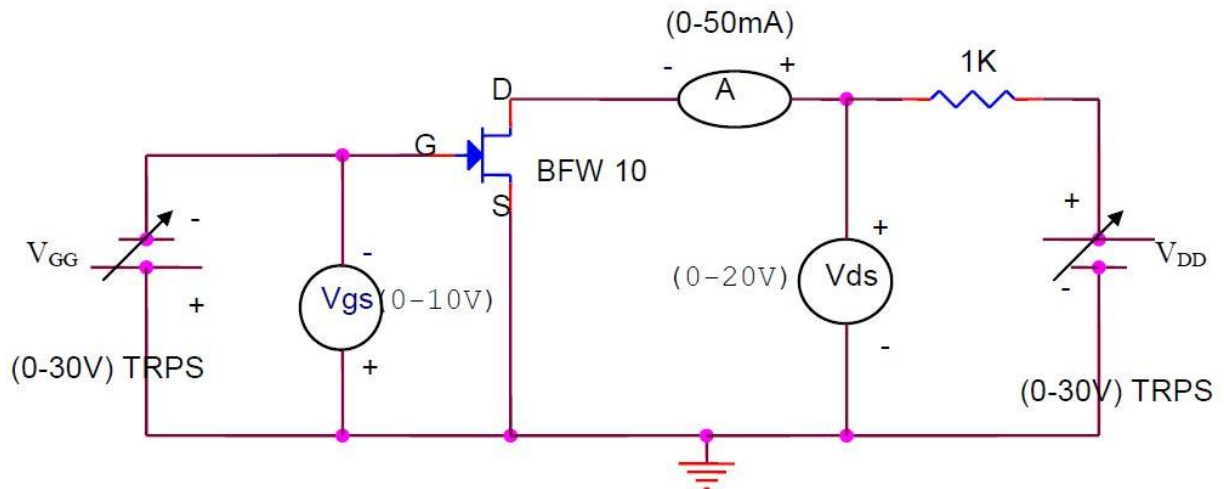 (0-50mA)
- +
1K
D
A
G
BFW 10
S
-
+
V_GG
-
+
V_DD
Vgs
(0-10V)
(0-20V)
Vds
-
+
+
-
(0-30V) TRPS
(0-30V) TRPS